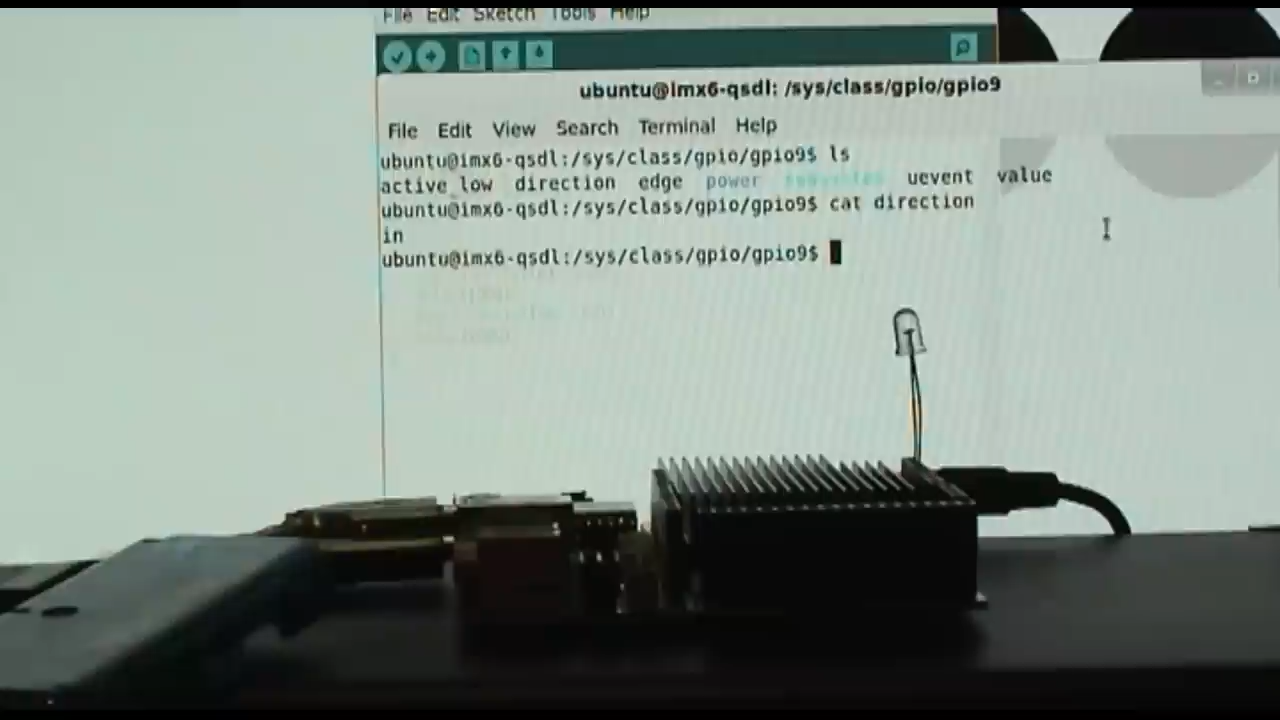 File Edit Sketch Tools Help
ubuntu@imx6-qsdl: /sys/class/gpio/gpio9
File Edit View Search Terminal Help
ubuntu@imx6-qsdl:/sys/class/gpio/gpio9$ ls
active_low direction edge power subsystem uevent value
ubuntu@imx6-qsdl:/sys/class/gpio/gpio9$ cat direction
in
ubuntu@imx6-qsdl:/sys/class/gpio/gpio9$